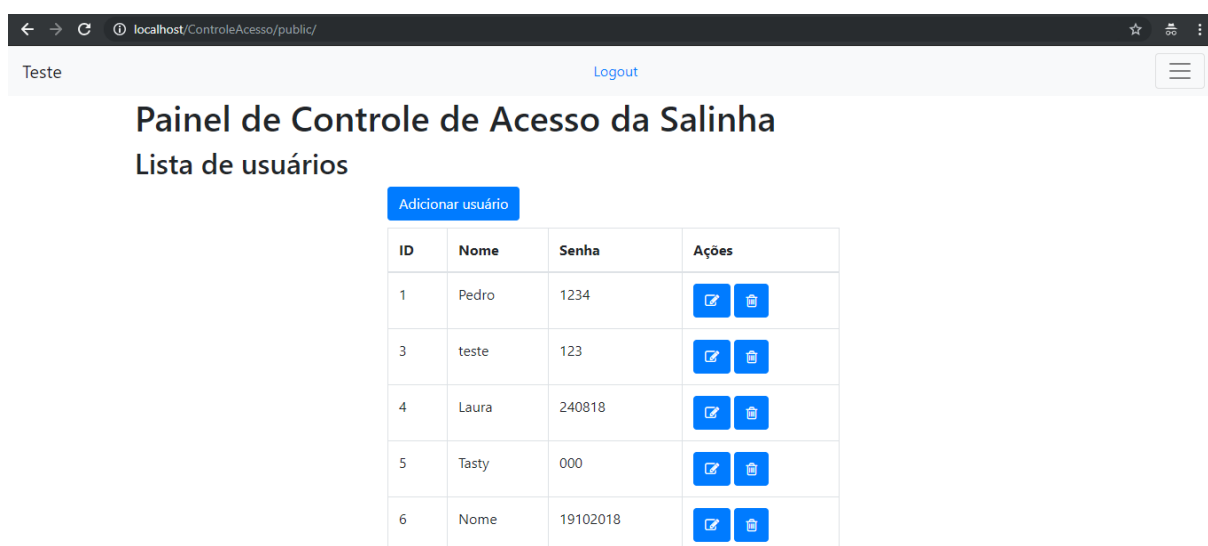 localhost/ControleAcesso/public/
Teste Logout
Painel de Controle de Acesso da Salinha
Lista de usuários
Adicionar usuário
ID Nome Senha Ações
1 Pedro 1234
3 teste 123
4 Laura 240818
5 Tasty 000
6 Nome 19102018